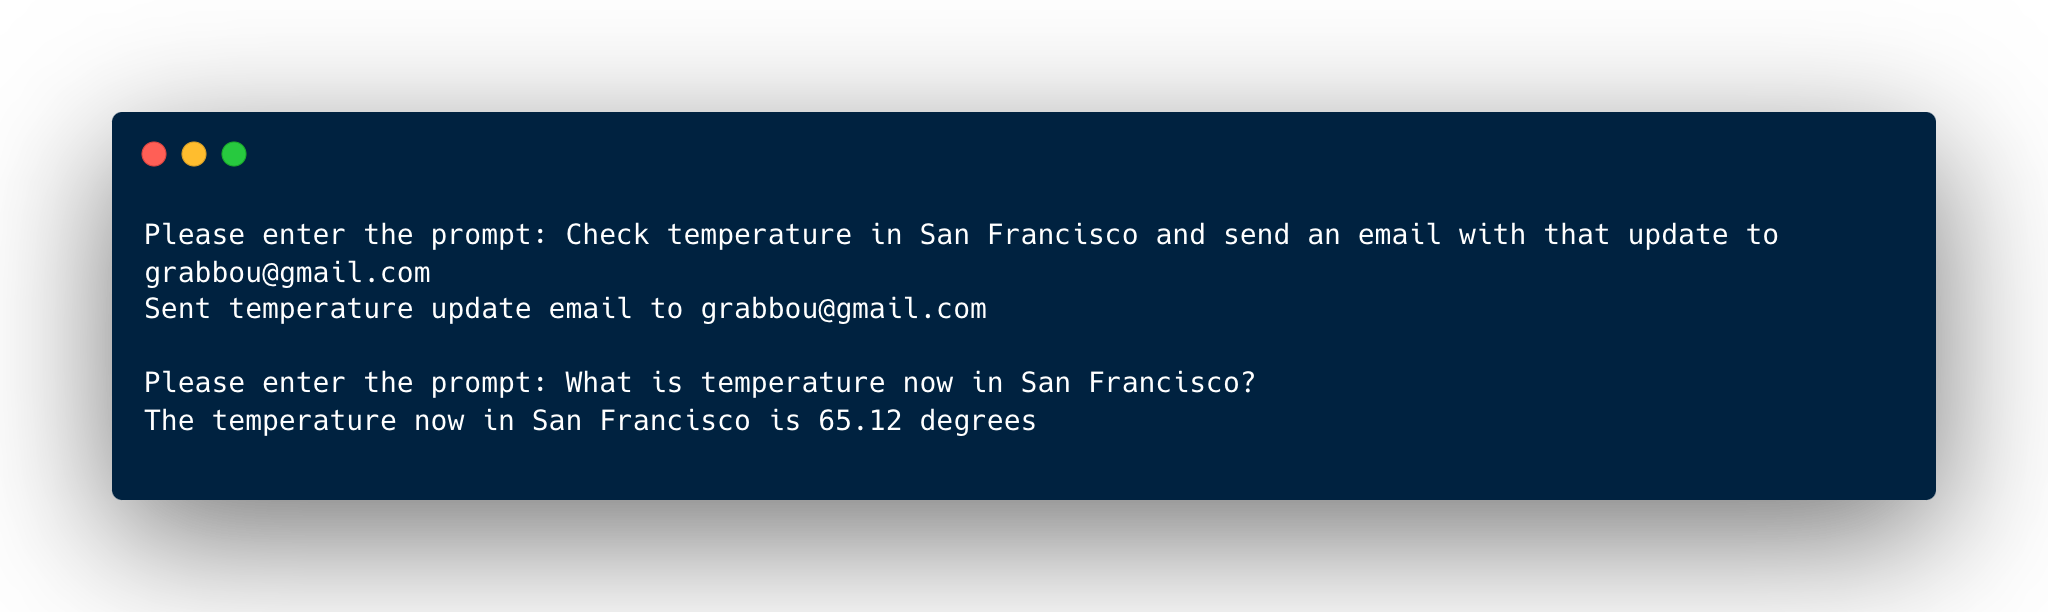 Please enter the prompt: Check temperature in San Francisco and send an email with that update to
grabbou@gmail.com
Sent temperature update email to grabbou@gmail.com
Please enter the prompt: What is temperature now in San Francisco?
The temperature now in San Francisco is 65.12 degrees